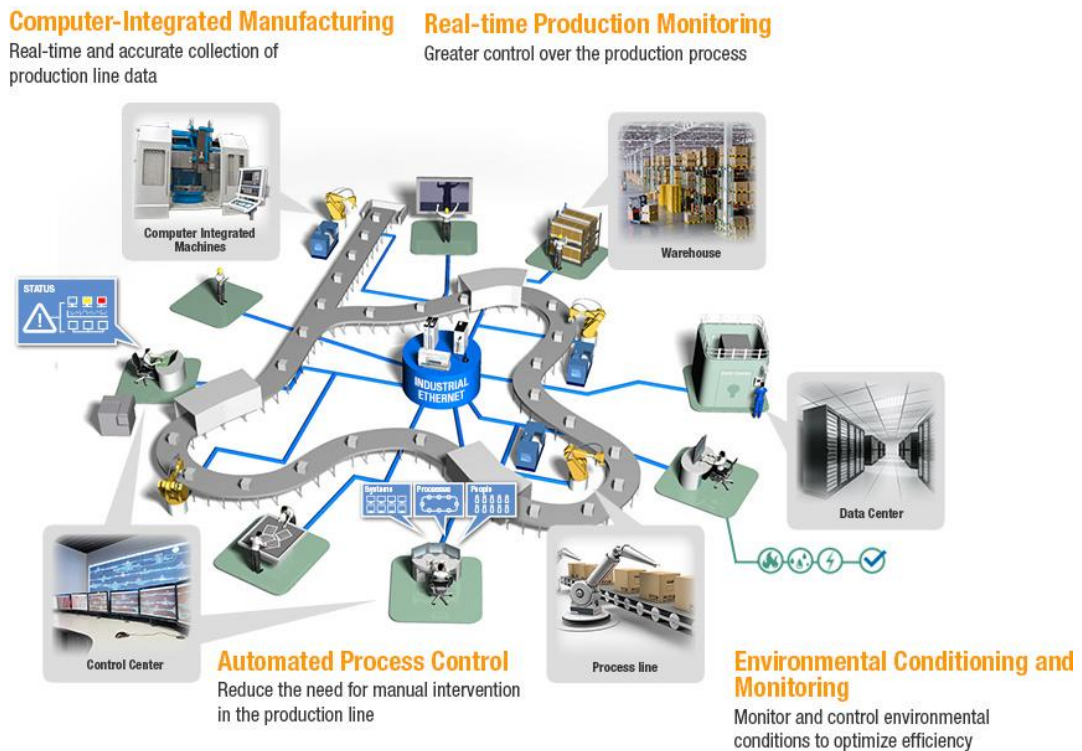 Computer-Integrated Manufacturing
Real-time and accurate collection of
production line data
Real-time Production Monitoring
Greater control over the production process
Computer Integrated
Machines
Warehouse
STATUS
INDUSTRIAL
ETHERNET
Data Center
Systems
Processes
People
Control Center
Process line
Automated Process Control
Reduce the need for manual intervention
in the production line
Environmental Conditioning and
Monitoring
Monitor and control environmental
conditions to optimize efficiency